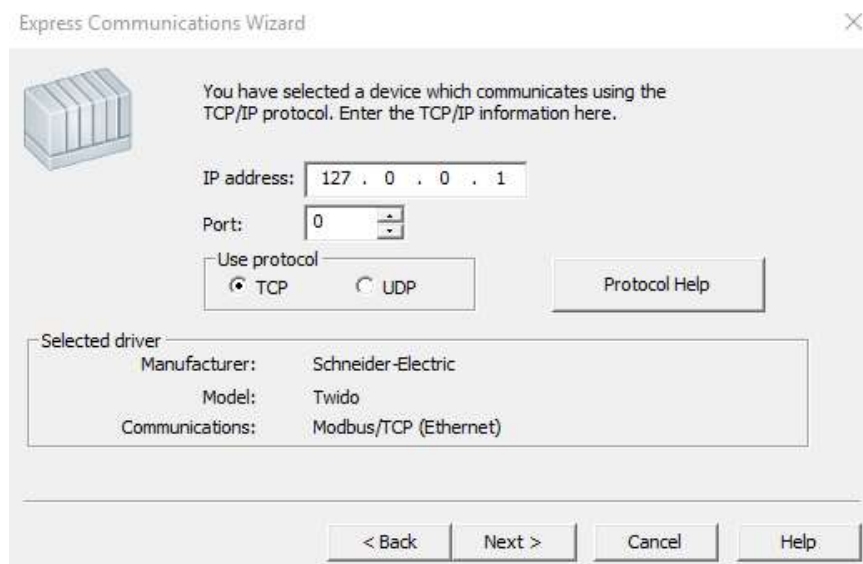 Express Communications Wizard
You have selected a device which communicates using the
TCP/IP protocol. Enter the TCP/IP information here.
IP address: 127 . 0 . 0 . 1
Port: 0
Use protocol
TCP UDP
Protocol Help
Selected driver
Manufacturer: Schneider-Electric
Model: Twido
Communications: Modbus/TCP (Ethernet)
< Back Next > Cancel Help